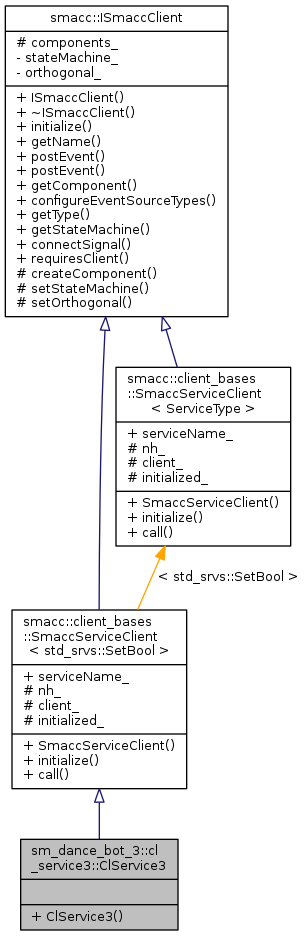 smacc::ISmaccClient
# components_
- stateMachine_
- orthogonal_
+ ISmaccClient()
+ ~ISmaccClient()
+ initialize()
+ getName()
+ postEvent()
+ postEvent()
+ getComponent()
+ configureEventSourceTypes()
+ getType()
+ getStateMachine()
+ connectSignal()
+ requiresClient()
# createComponent()
# setStateMachine()
# setOrthogonal()
smacc::client_bases
::SmaccServiceClient
< ServiceType >
+ serviceName_
# nh_
# client_
# initialized_
+ SmaccServiceClient()
+ initialize()
+ call()
< std_srvs::SetBool >
smacc::client_bases
::SmaccServiceClient
< std_srvs::SetBool >
+ serviceName_
# nh_
# client_
# initialized_
+ SmaccServiceClient()
+ initialize()
+ call()
sm_dance_bot_3::cl
_service3::ClService3
+ ClService3()